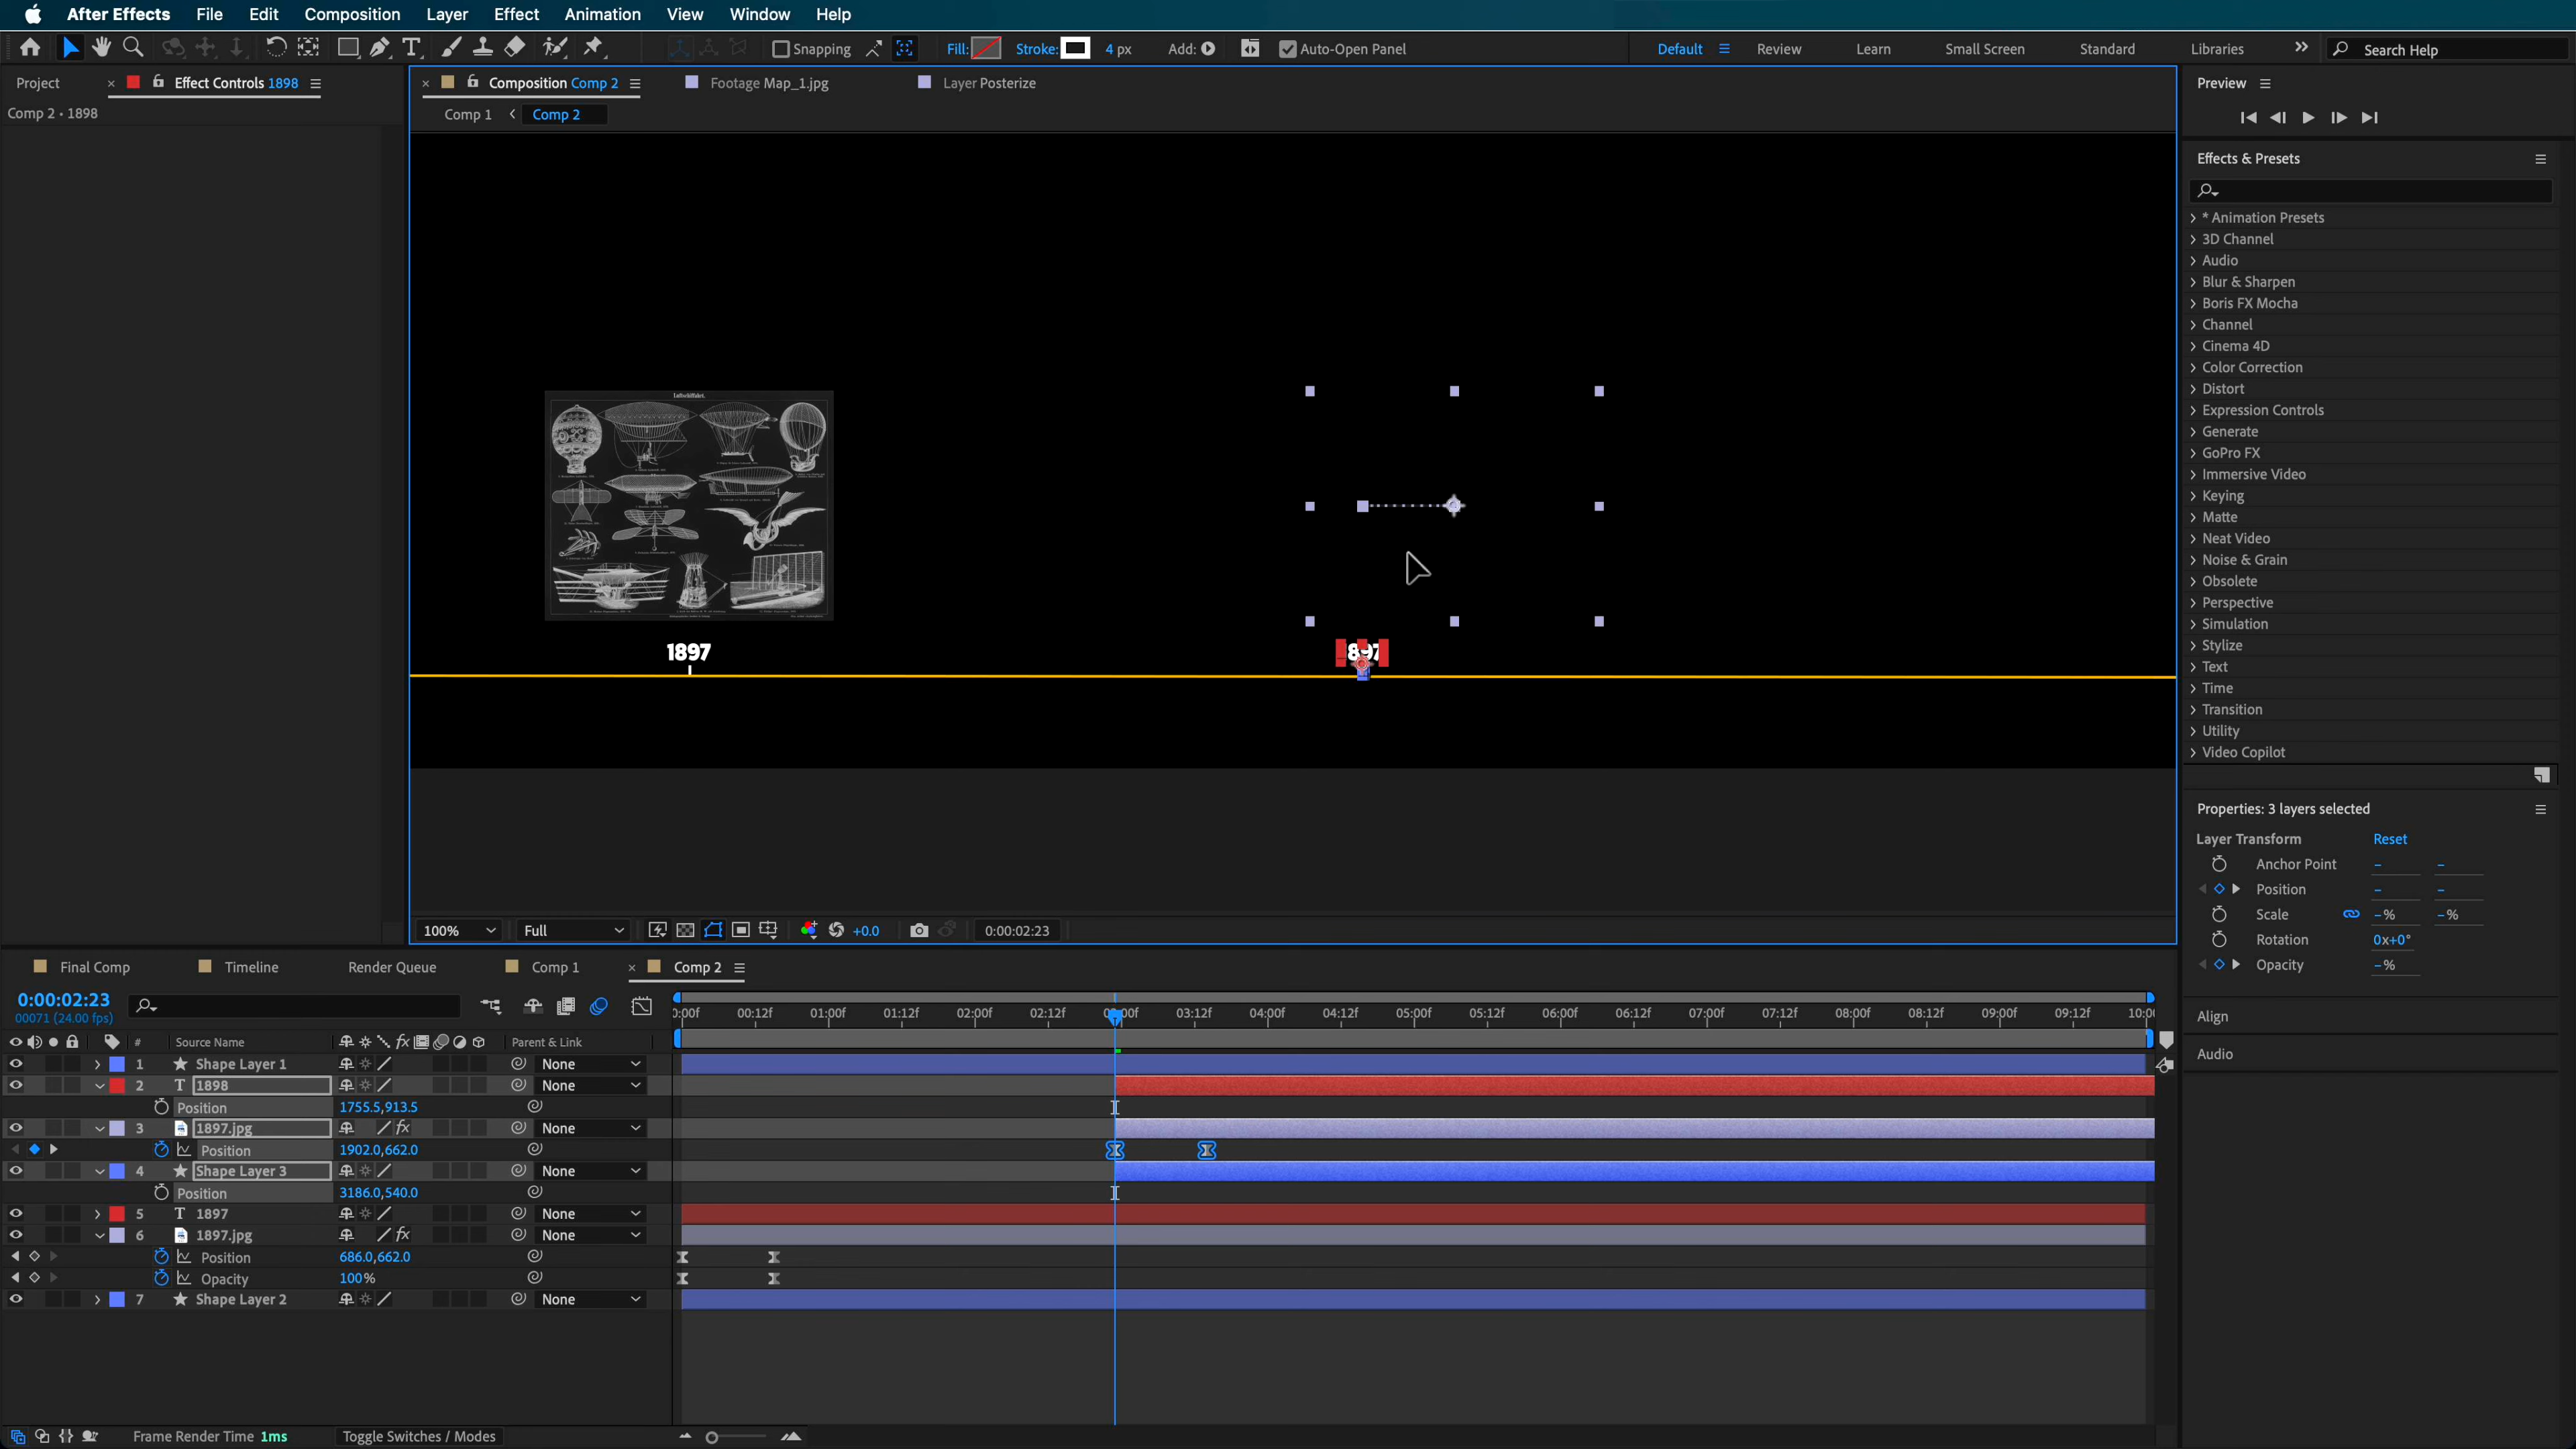 After Effects File Edit Composition Layer Effect Animation View Window Help
Snapping Fill: Stroke: 4 px Add: Auto-Open Panel Default Review Learn Small Screen Standard Libraries Search Help
Project Effect Controls 1898
Comp 2 • 1898
Composition Comp 2 Footage Map_1.jpg Layer Posterize
Comp 1 Comp 2
Luftschiffahrt.
1897
1897
100% Full +0.0 0:00:02:23
Preview
Effects & Presets
* Animation Presets
3D Channel
Audio
Blur & Sharpen
Boris FX Mocha
Channel
Cinema 4D
Color Correction
Distort
Expression Controls
Generate
GoPro FX
Immersive Video
Keying
Matte
Neat Video
Noise & Grain
Obsolete
Perspective
Simulation
Stylize
Text
Time
Transition
Utility
Video Copilot
Properties: 3 layers selected
Layer Transform Reset
Anchor Point – –
Position – –
Scale –% –%
Rotation 0x+0°
Opacity –%
Align
Audio
Final Comp Timeline Render Queue Comp 1 Comp 2
0:00:02:23
00071 (24.00 fps)
00:12f 01:00f 01:12f 02:00f 02:12f 03:12f 04:00f 04:12f 05:00f 05:12f 06:00f 06:12f 07:00f 07:12f 08:00f 08:12f 09:00f 09:12f
# Source Name fx Parent & Link
1 Shape Layer 1 None
2 T 1898 None
Position 1755.5,913.5
3 1897.jpg fx None
Position 1902.0,662.0
4 Shape Layer 3 None
Position 3186.0,540.0
5 T 1897 None
6 1897.jpg fx None
Position 686.0,662.0
Opacity 100%
7 Shape Layer 2 None
Frame Render Time 1ms Toggle Switches / Modes